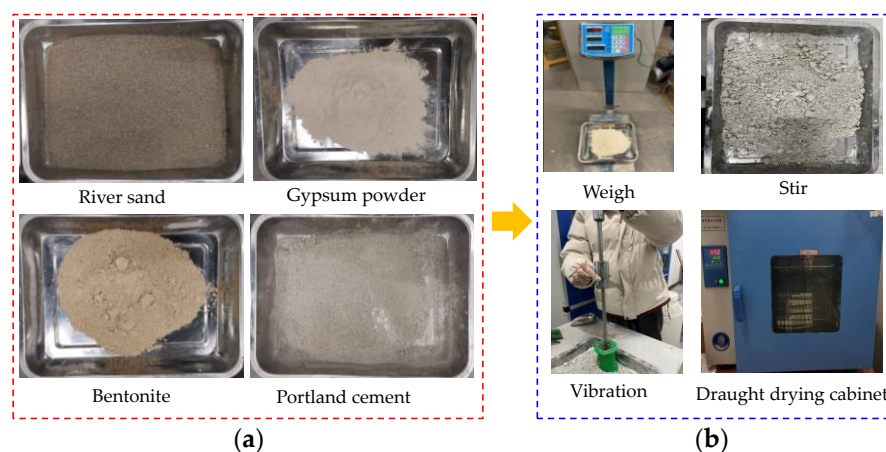 River sand
Gypsum powder
Weigh
Stir
Bentonite
Portland cement
Vibration
Draught drying cabinet
(a)
(b)